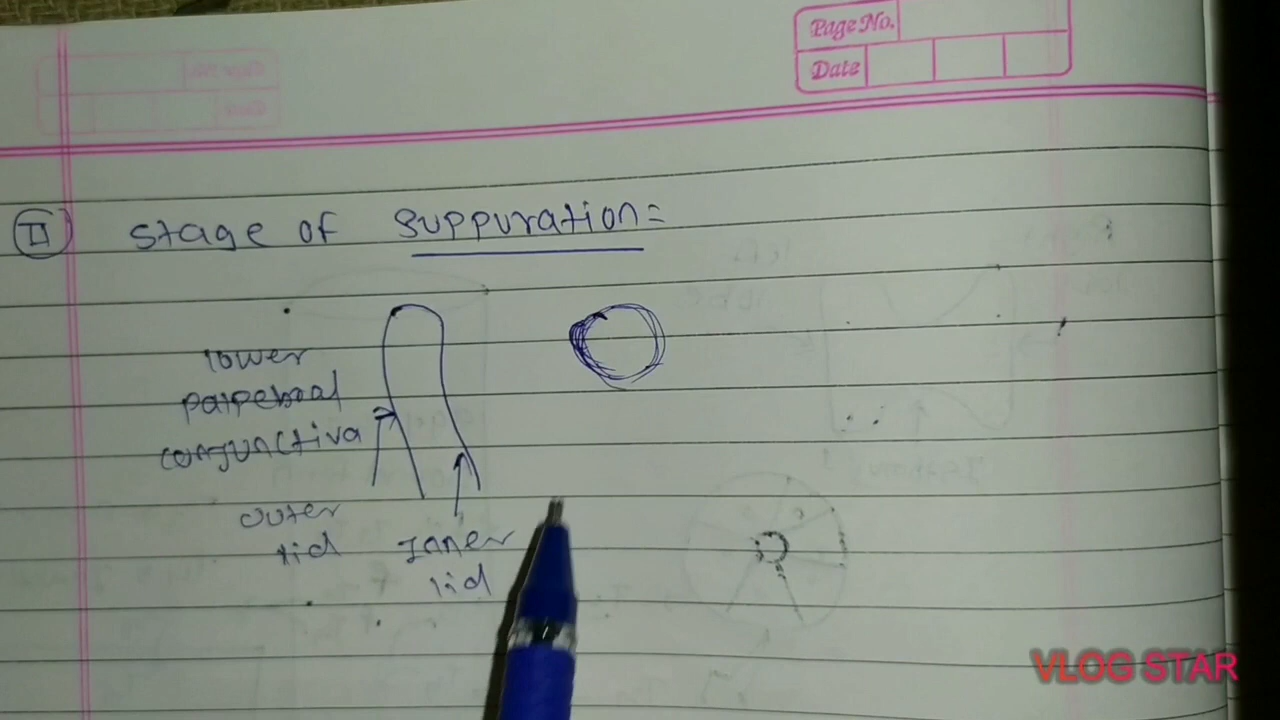 Page No.
Date
II) stage of suppuration=
lower
palpebral
conjunctiva
outer
lid
Inner
lid
VLOG STAR